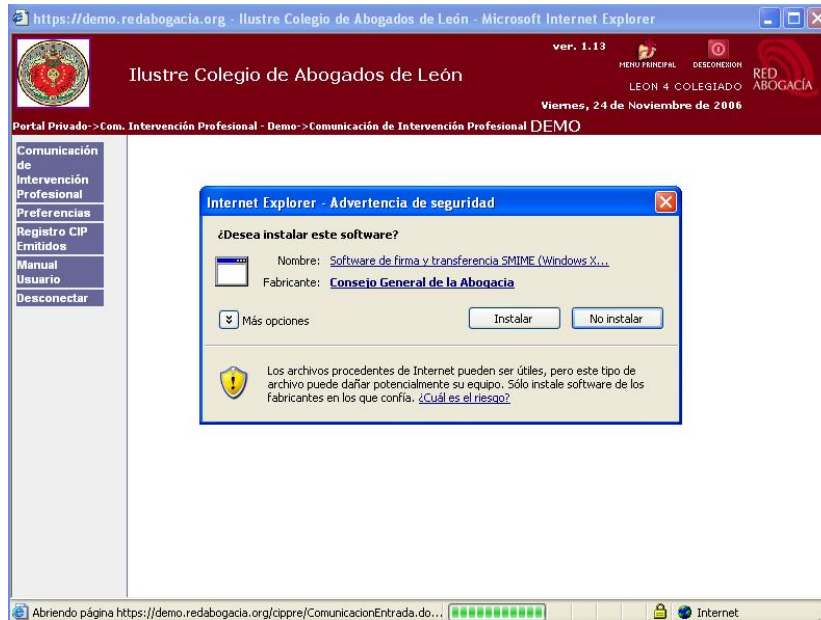 https://demo.redabogacia.org - Ilustre Colegio de Abogados de León - Microsoft Internet Explorer
ver. 1.13
MENU PRINCIPAL
DESCONEXION
Ilustre Colegio de Abogados de León
RED
ABOGACÍA
LEON 4 COLEGIADO
Viernes, 24 de Noviembre de 2006
Portal Privado->Com. Intervención Profesional - Demo->Comunicación de Intervención Profesional DEMO
Comunicación
de
Intervención
Profesional
Preferencias
Registro CIP
Emitidos
Manual
Usuario
Desconectar
Internet Explorer - Advertencia de seguridad
¿Desea instalar este software?
Nombre: Software de firma y transferencia SMIME (Windows X...
Fabricante: Consejo General de la Abogacia
Más opciones
Instalar
No instalar
Los archivos procedentes de Internet pueden ser útiles, pero este tipo de
archivo puede dañar potencialmente su equipo. Sólo instale software de los
fabricantes en los que confía. ¿Cuál es el riesgo?
Abriendo página https://demo.redabogacia.org/cippre/ComunicacionEntrada.do...
Internet